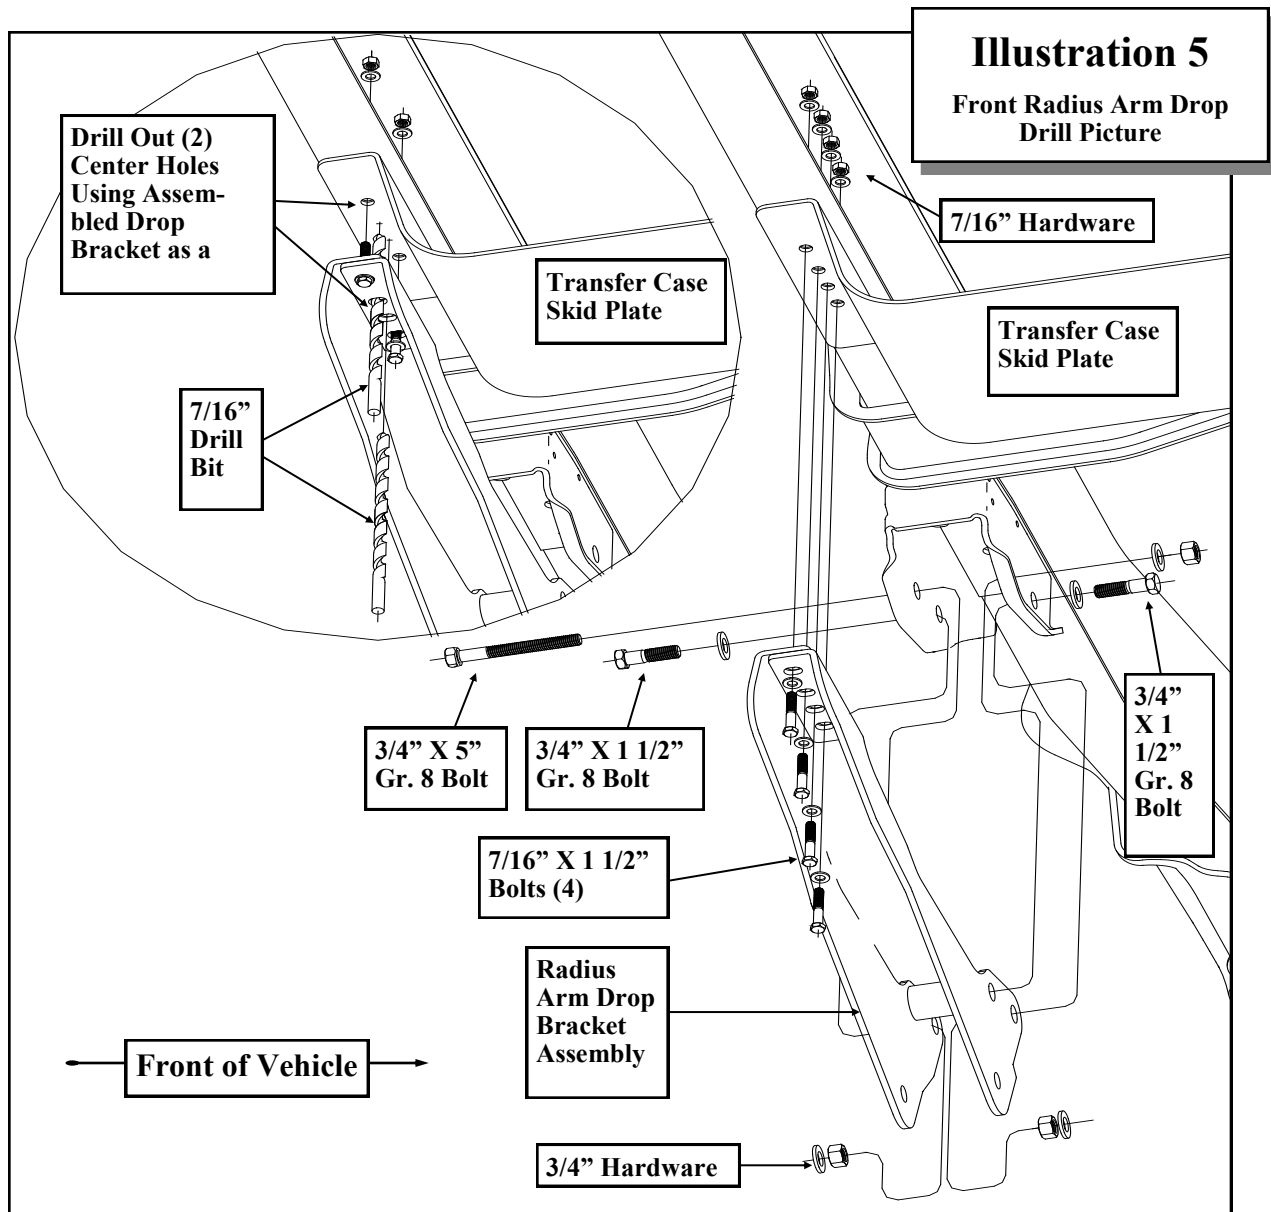 Illustration 5
Front Radius Arm Drop
Drill Picture
Drill Out (2)
Center Holes
Using Assem-
bled Drop
Bracket as a
7/16” Hardware
Transfer Case
Skid Plate
Transfer Case
Skid Plate
7/16”
Drill
Bit
3/4” X 5”
Gr. 8 Bolt
3/4” X 1 1/2”
Gr. 8 Bolt
3/4”
X 1
1/2”
Gr. 8
Bolt
7/16” X 1 1/2”
Bolts (4)
Radius
Arm Drop
Bracket
Assembly
Front of Vehicle
3/4” Hardware